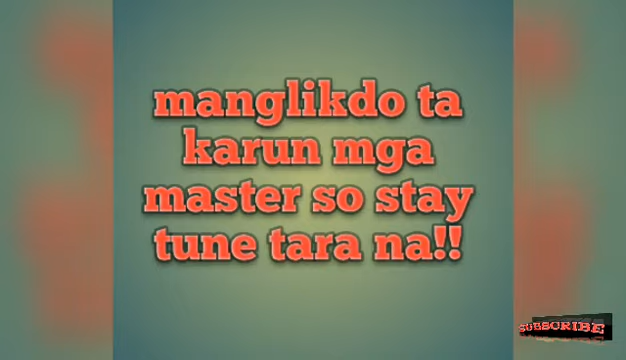 manglikdo ta
karun mga
master so stay
tune tara na!!
SUBSCRIBE